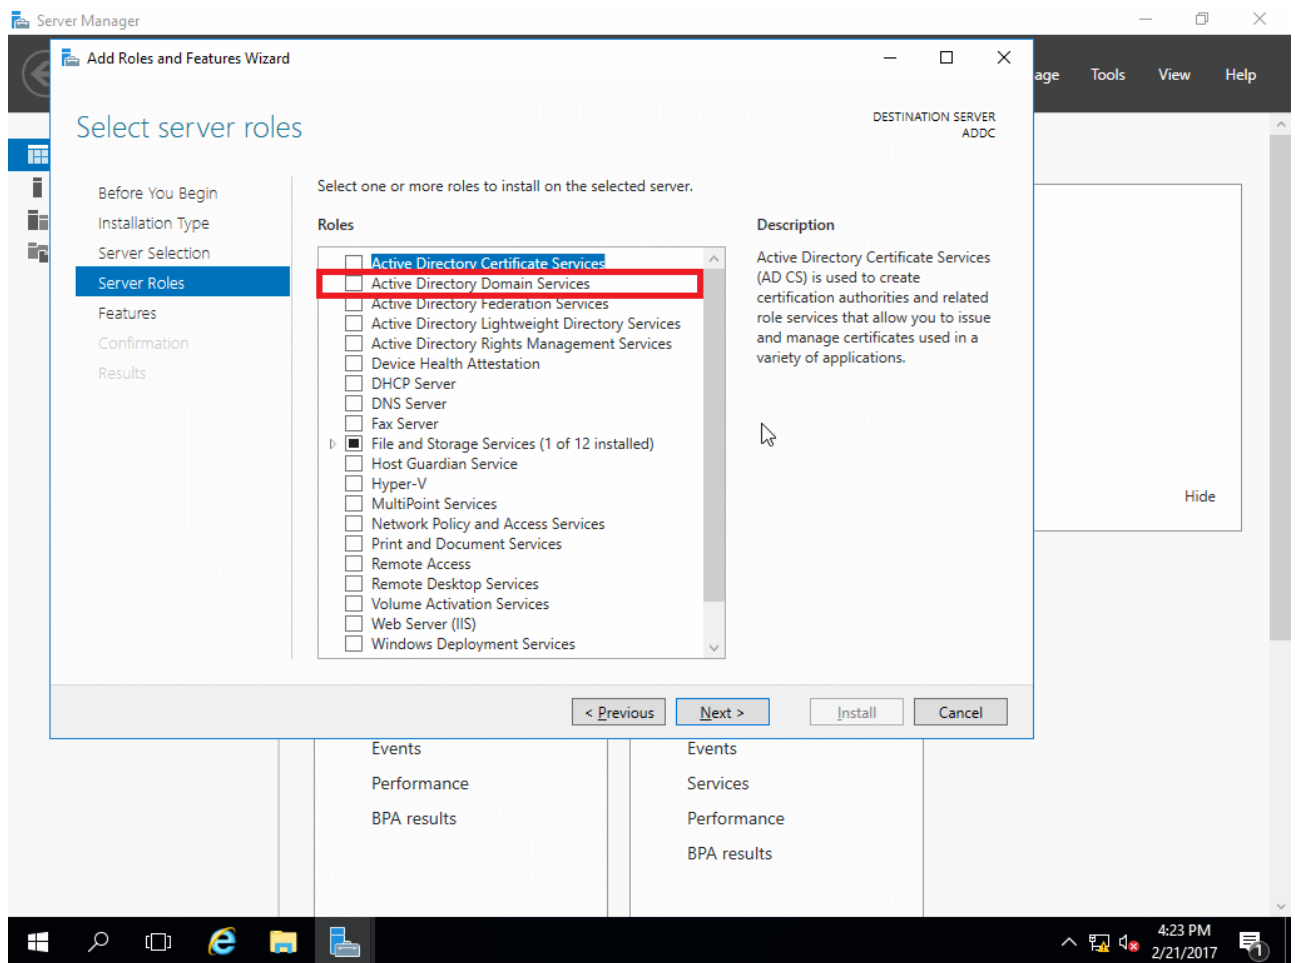 Server Manager
Add Roles and Features Wizard
age Tools View Help
Select server roles
DESTINATION SERVER
ADDC
Before You Begin
Installation Type
Server Selection
Server Roles
Features
Confirmation
Results
Select one or more roles to install on the selected server.
Roles
Active Directory Certificate Services
Active Directory Domain Services
Active Directory Federation Services
Active Directory Lightweight Directory Services
Active Directory Rights Management Services
Device Health Attestation
DHCP Server
DNS Server
Fax Server
File and Storage Services (1 of 12 installed)
Host Guardian Service
Hyper-V
MultiPoint Services
Network Policy and Access Services
Print and Document Services
Remote Access
Remote Desktop Services
Volume Activation Services
Web Server (IIS)
Windows Deployment Services
Description
Active Directory Certificate Services
(AD CS) is used to create
certification authorities and related
role services that allow you to issue
and manage certificates used in a
variety of applications.
Hide
< Previous
Next >
Install
Cancel
Events
Performance
BPA results
Events
Services
Performance
BPA results
4:23 PM
2/21/2017
1